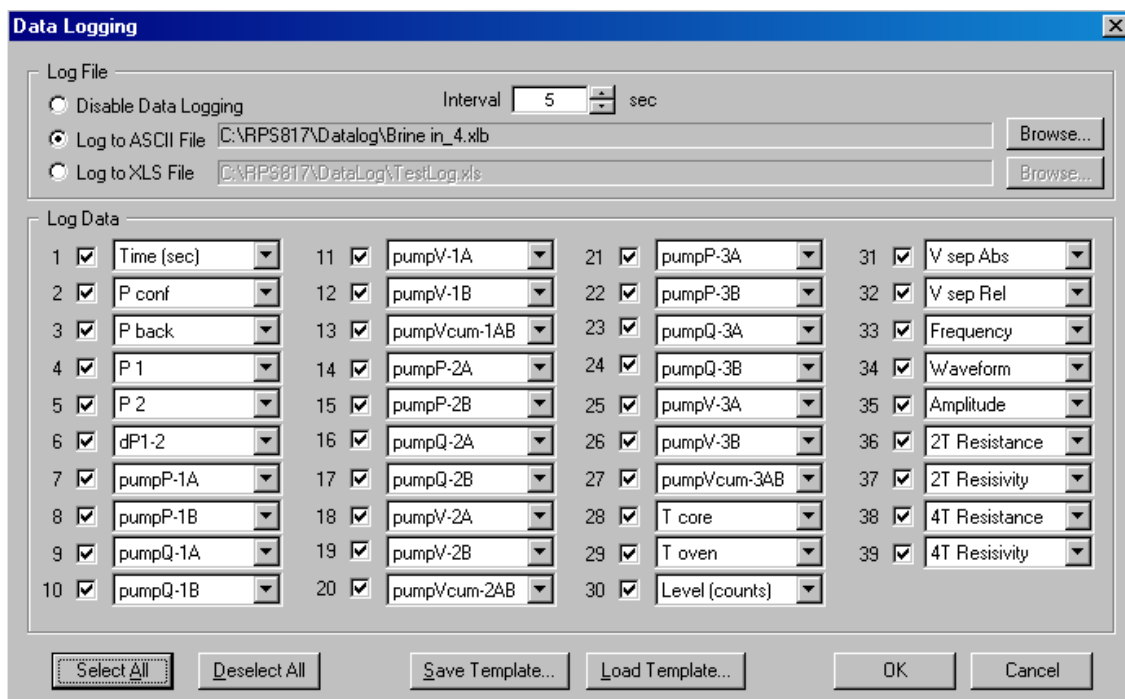 Data Logging
Log File
Disable Data Logging
Interval 5 sec
Log to ASCII File C:\RPS817\Datalog\Brine in_4.xlb Browse...
Log to XLS File C:\RPS817\DataLog\TestLog.xls Browse...
Log Data
1 Time (sec) 11 pumpV-1A 21 pumpP-3A 31 V sep Abs
2 P conf 12 pumpV-1B 22 pumpP-3B 32 V sep Rel
3 P back 13 pumpVcum-1AB 23 pumpQ-3A 33 Frequency
4 P 1 14 pumpP-2A 24 pumpQ-3B 34 Waveform
5 P 2 15 pumpP-2B 25 pumpV-3A 35 Amplitude
6 dP1-2 16 pumpQ-2A 26 pumpV-3B 36 2T Resistance
7 pumpP-1A 17 pumpQ-2B 27 pumpVcum-3AB 37 2T Resisivity
8 pumpP-1B 18 pumpV-2A 28 T core 38 4T Resistance
9 pumpQ-1A 19 pumpV-2B 29 T oven 39 4T Resisivity
10 pumpQ-1B 20 pumpVcum-2AB 30 Level (counts)
Select All Deselect All Save Template... Load Template... OK Cancel